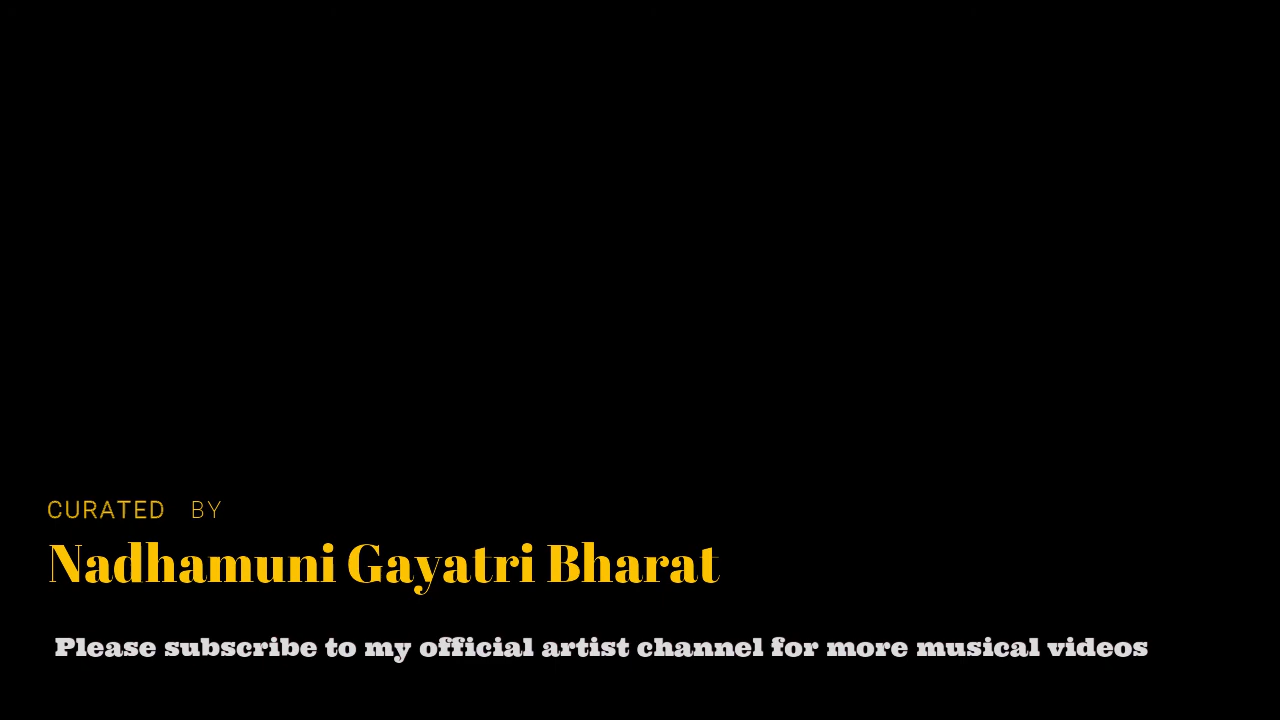 CURATED BY
Nadhamuni Gayatri Bharat
Please subscribe to my official artist channel for more musical videos